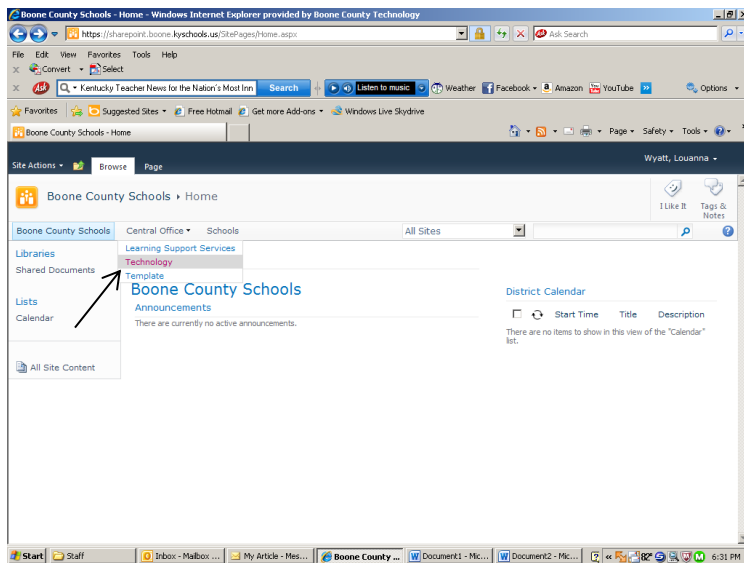 Boone County Schools - Home - Windows Internet Explorer provided by Boone County Technology
https://sharepoint.boone.kyschools.us/SitePages/Home.aspx
Ask Search
File Edit View Favorites Tools Help
x Convert Select
x Ask Kentucky Teacher News for the Nation's Most Inn Search Listen to music Weather Facebook Amazon YouTube Options
Favorites Suggested Sites Free Hotmail Get more Add-ons Windows Live Skydrive
Boone County Schools - Home Page Safety Tools
Site Actions Browse Page Wyatt, Louanna
Boone County Schools Home
I Like It Tags & Notes
Boone County Schools Central Office Schools All Sites
Libraries
Shared Documents
Lists
Calendar
All Site Content
Learning Support Services
Technology
Template
Boone County Schools
Announcements
There are currently no active announcements.
District Calendar
Start Time Title Description
There are no items to show in this view of the "Calendar"
list.
Start Staff Inbox - Mailbox ... My Article - Mes... Boone County ... Document1 - Mic... Document2 - Mic... « 82° 6:31 PM